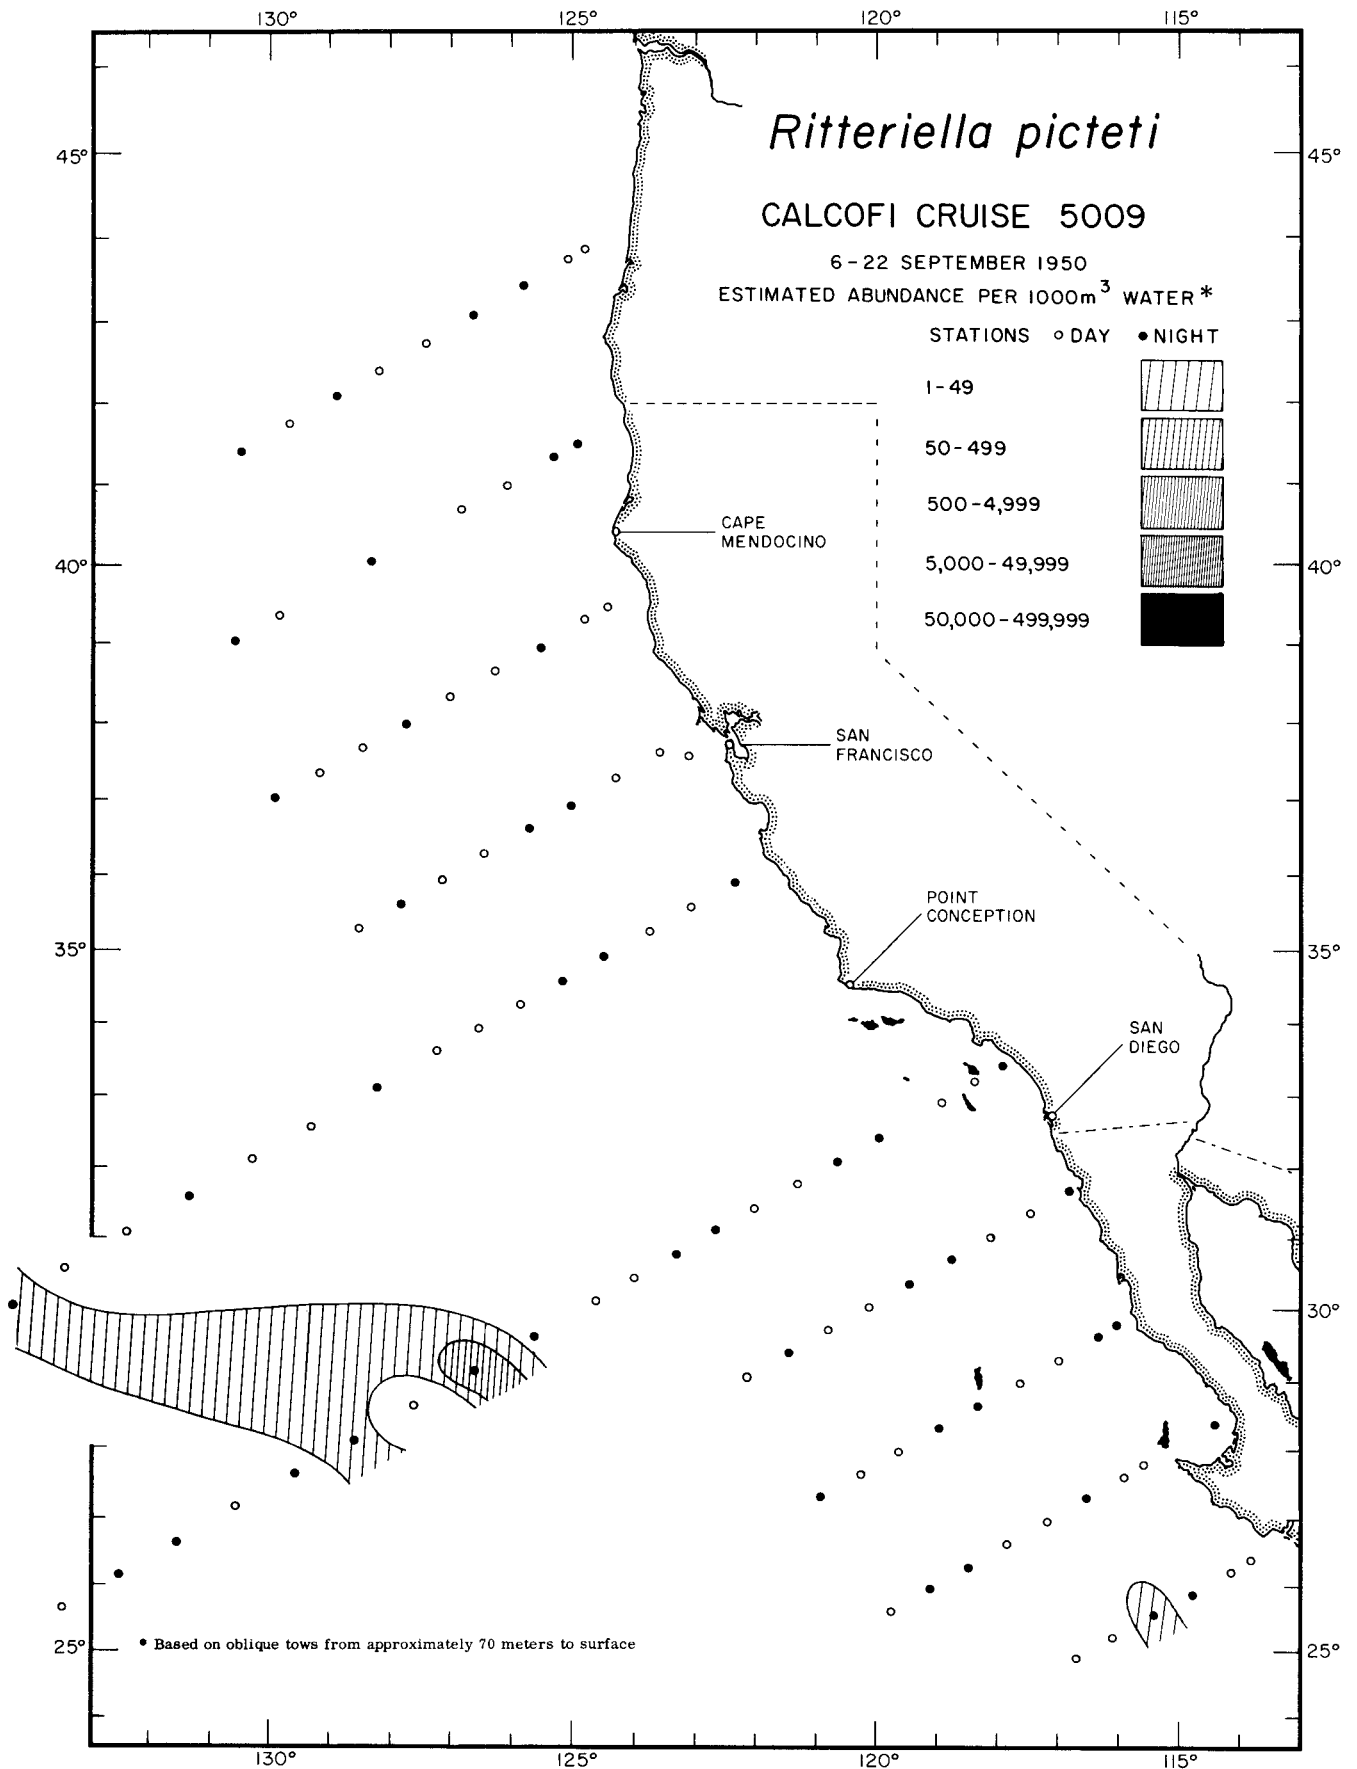 130° 125° 120° 115°
Ritteriella picteti
45° 45°
CALCOFI CRUISE 5009
6-22 SEPTEMBER 1950
ESTIMATED ABUNDANCE PER 1000m³ WATER*
STATIONS ○ DAY ● NIGHT
1-49
50-499
500-4,999
CAPE
MENDOCINO
5,000-49,999
40° 40°
50,000-499,999
SAN
FRANCISCO
POINT
CONCEPTION
35° 35°
SAN
DIEGO
30°
• Based on oblique tows from approximately 70 meters to surface
25° 25°
130° 125° 120° 115°